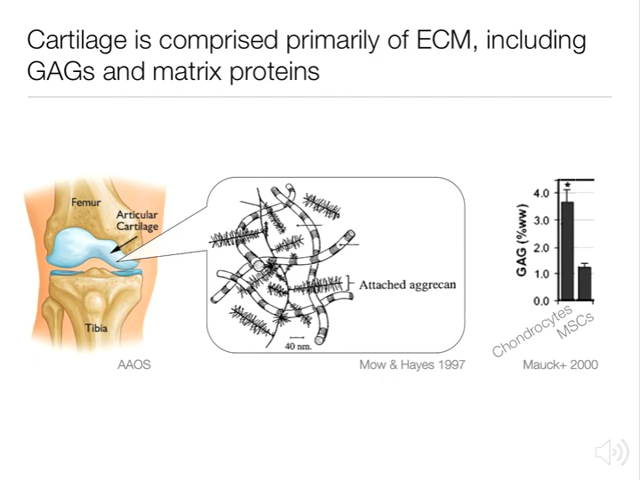 Cartilage is comprised primarily of ECM, including
GAGs and matrix proteins
Femur
Articular
Cartilage
Tibia
AAOS
Attached aggrecan
40 nm.
Mow & Hayes 1997
GAG (%ww)
4.0
3.0
2.0
1.0
0.0
*
Chondrocytes
MSCs
Mauck+ 2000